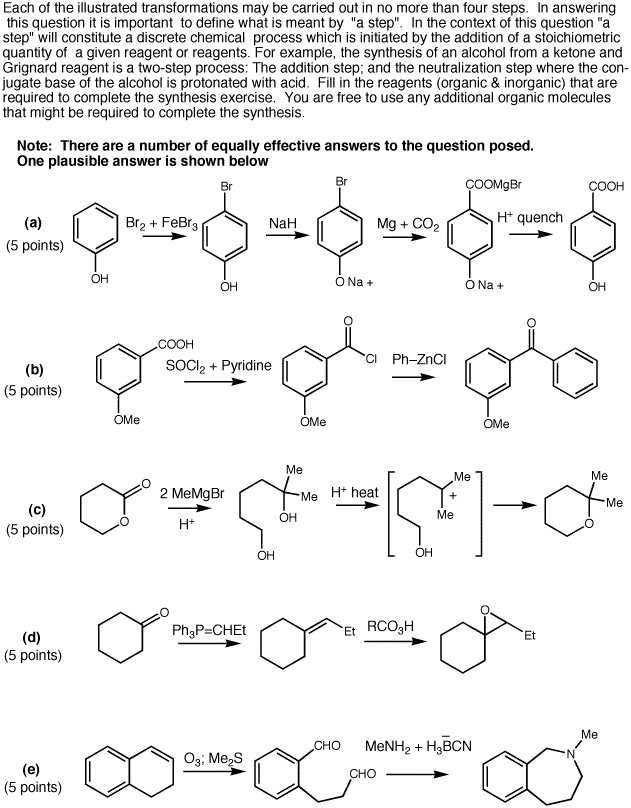 Each of the illustrated transformations may be carried out in no more than four steps. In answering
this question it is important to define what is meant by "a step". In the context of this question "a
step" will constitute a discrete chemical process which is initiated by the addition of a stoichiometric
quantity of a given reagent or reagents. For example, the synthesis of an alcohol from a ketone and
Grignard reagent is a two-step process: The addition step; and the neutralization step where the con-
jugate base of the alcohol is protonated with acid. Fill in the reagents (organic & inorganic) that are
required to complete the synthesis exercise. You are free to use any additional organic molecules
that might be required to complete the synthesis.
Note: There are a number of equally effective answers to the question posed.
One plausible answer is shown below
(a)
(5 points)
OH
Br₂ + FeBr₃
Br
OH
NaH
Br
O Na +
Mg + CO₂
COOMgBr
O Na +
H⁺ quench
COOH
OH
(b)
(5 points)
COOH
OMe
SOCl₂ + Pyridine
O
Cl
OMe
Ph–ZnCl
O
OMe
(c)
(5 points)
O
O
2 MeMgBr
H⁺
Me
Me
OH
OH
H⁺ heat
Me
+
Me
OH
Me
Me
O
(d)
(5 points)
O
Ph₃P=CHEt
Et
RCO₃H
O
Et
(e)
(5 points)
O₃; Me₂S
CHO
CHO
MeNH₂ + H₃B̅CN
Me
N